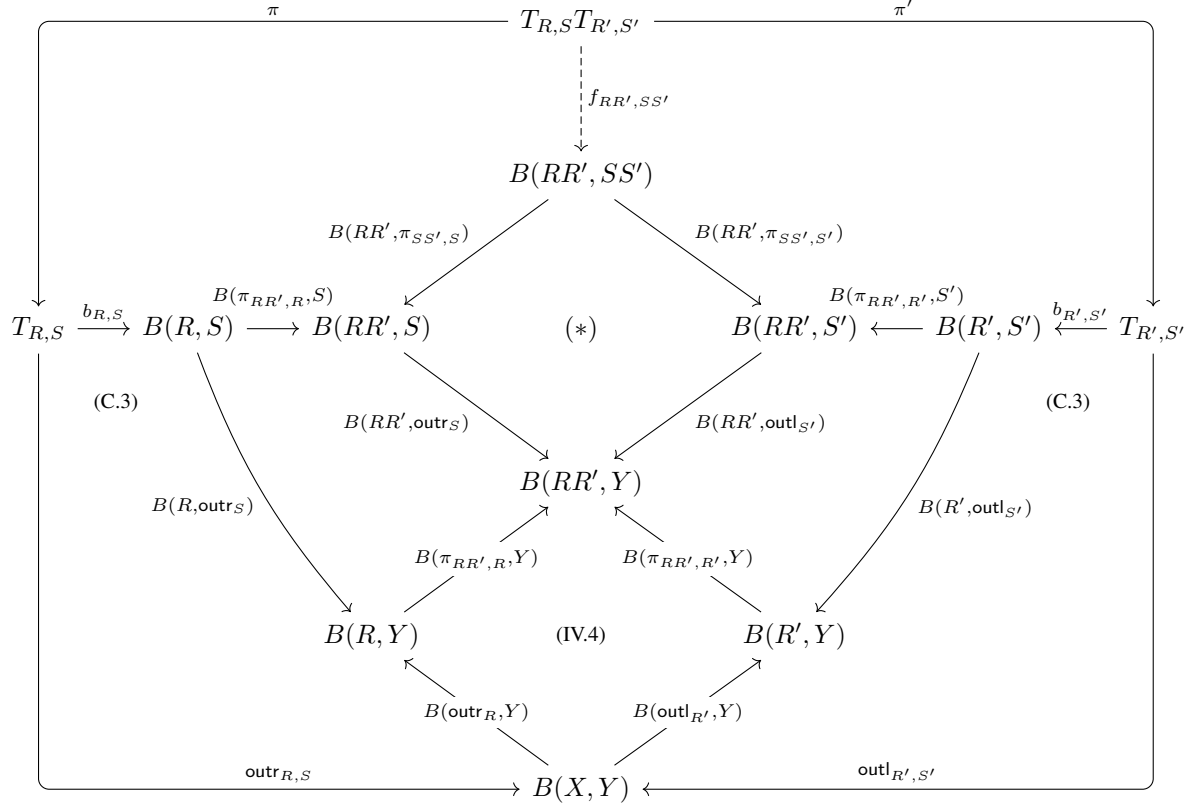 π T_{R,S}T_{R′,S′} π′
f_{RR′,SS′}
B(RR′, SS′)
B(RR′,π_{SS′,S}) B(RR′,π_{SS′,S′})
T_{R,S} b_{R,S} B(R, S) B(π_{RR′,R},S) B(RR′, S) (∗) B(RR′, S′) B(π_{RR′,R′},S′) B(R′, S′) b_{R′,S′} T_{R′,S′}
(C.3) (C.3)
B(RR′,outr_S) B(RR′,outl_{S′})
B(RR′, Y)
B(R,outr_S) B(R′,outl_{S′})
B(π_{RR′,R},Y) B(π_{RR′,R′},Y)
B(R, Y) (IV.4) B(R′, Y)
B(outr_R,Y) B(outl_{R′},Y)
outr_{R,S} B(X, Y) outl_{R′,S′}